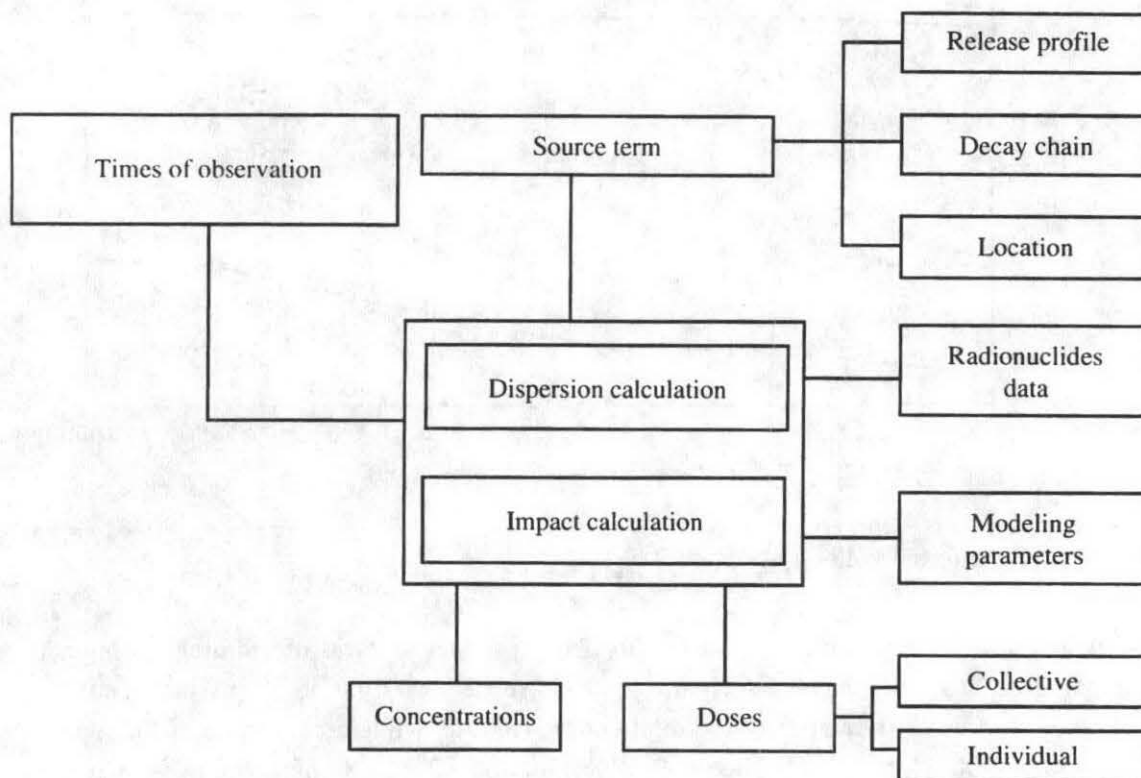 Release profile
Times of observation
Source term
Decay chain
Location
Dispersion calculation
Radionuclides
data
Impact calculation
Modeling
parameters
Concentrations
Doses
Collective
Individual